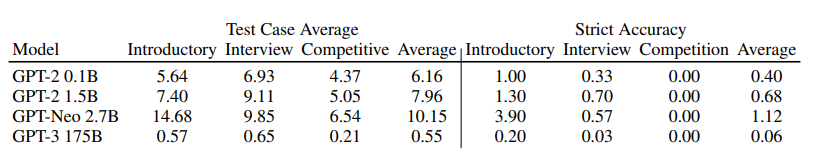 Test Case Average Strict Accuracy
Model Introductory Interview Competitive Average Introductory Interview Competition Average
GPT-2 0.1B 5.64 6.93 4.37 6.16 1.00 0.33 0.00 0.40
GPT-2 1.5B 7.40 9.11 5.05 7.96 1.30 0.70 0.00 0.68
GPT-Neo 2.7B 14.68 9.85 6.54 10.15 3.90 0.57 0.00 1.12
GPT-3 175B 0.57 0.65 0.21 0.55 0.20 0.03 0.00 0.06